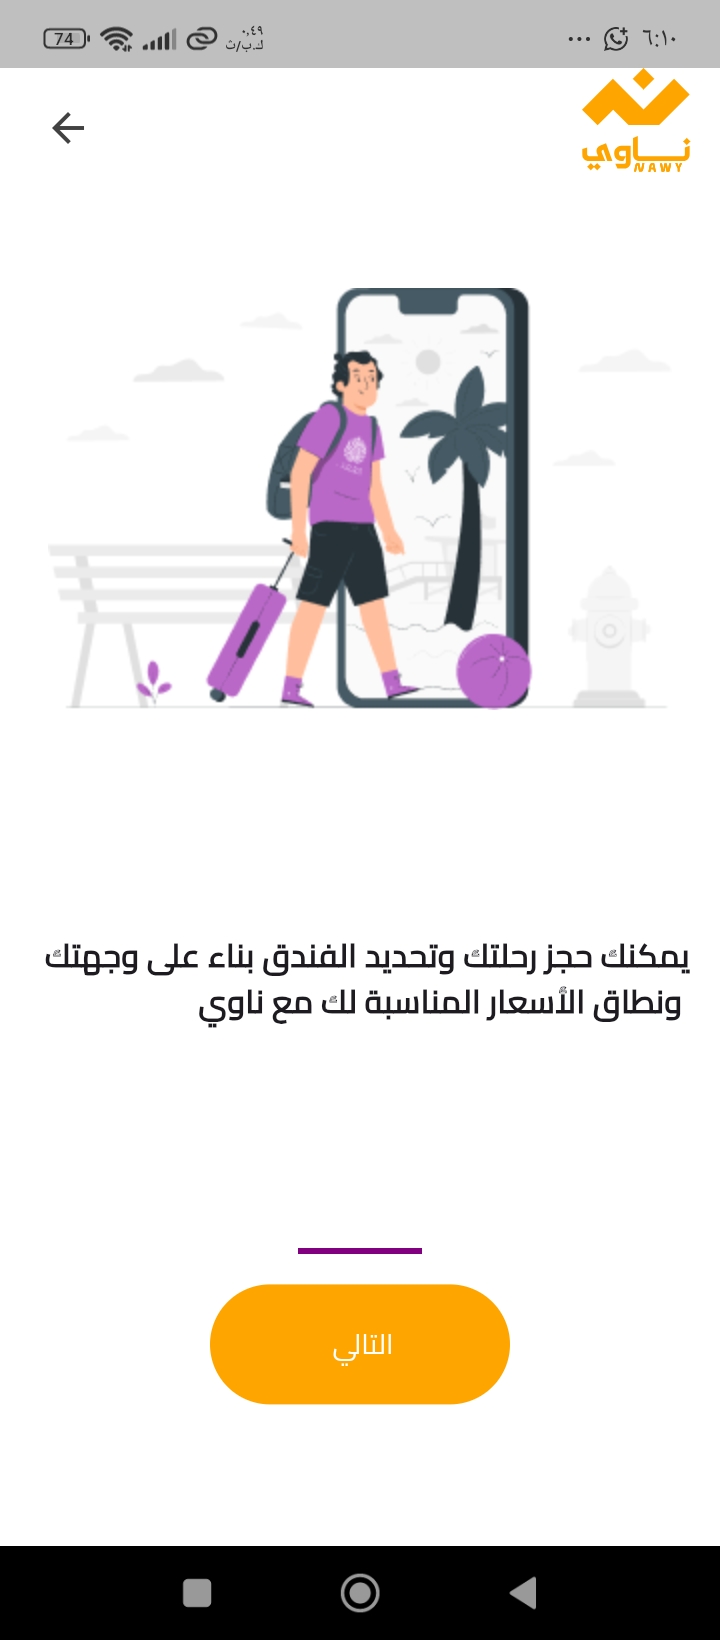 ٦:١٠
٠,٤٩
ك.ب/ث
74
ناوي
NAWY
يمكنك حجز رحلتك وتحديد الفندق بناء على وجهتك
ونطاق الأسعار المناسبة لك مع ناوي
التالي